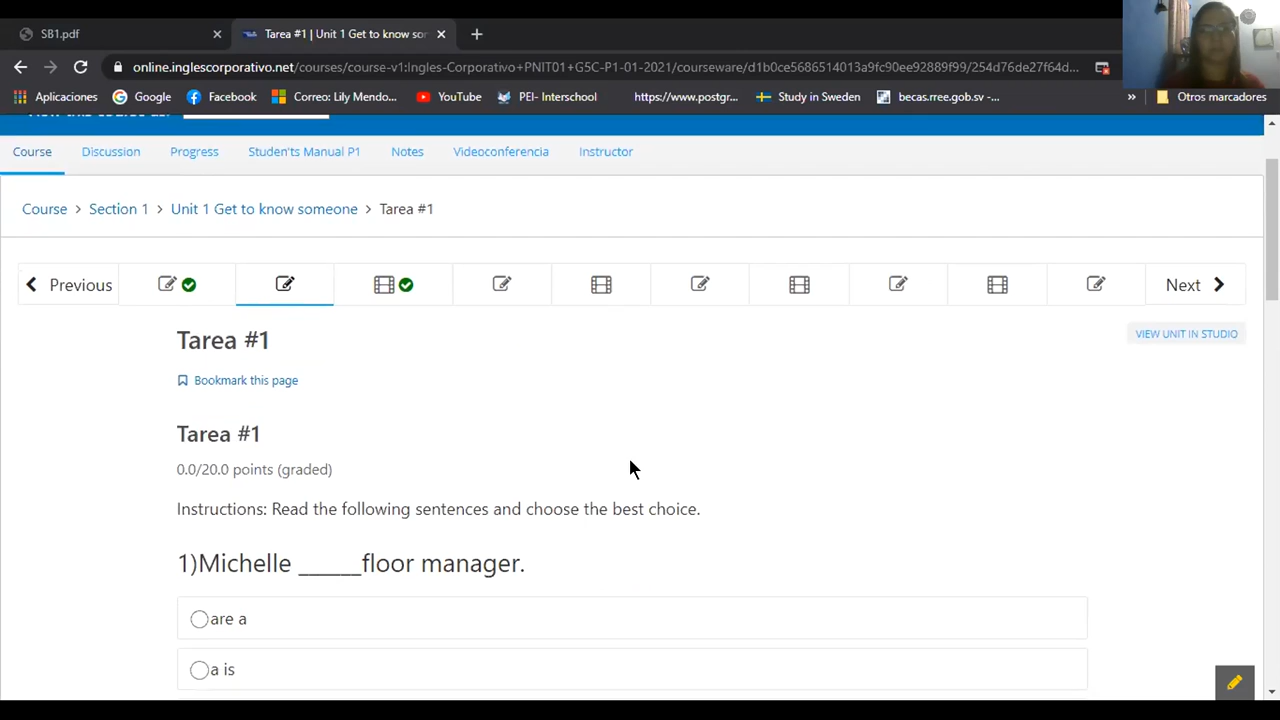 SB1.pdf
Tarea #1 | Unit 1 Get to know sor
online.inglescorporativo.net/courses/course-v1:Ingles-Corporativo+PNIT01+G5C-P1-01-2021/courseware/d1b0ce5686514013a9fc90ee92889f99/254d76de27f64d...
Aplicaciones Google Facebook Correo: Lily Mendo... YouTube PEI- Interschool https://www.postgr... Study in Sweden becas.rree.gob.sv -... » Otros marcadores
Course Discussion Progress Studen'ts Manual P1 Notes Videoconferencia Instructor
Course > Section 1 > Unit 1 Get to know someone > Tarea #1
Previous Next
Tarea #1
VIEW UNIT IN STUDIO
Bookmark this page
Tarea #1
0.0/20.0 points (graded)
Instructions: Read the following sentences and choose the best choice.
1)Michelle _____floor manager.
are a
a is